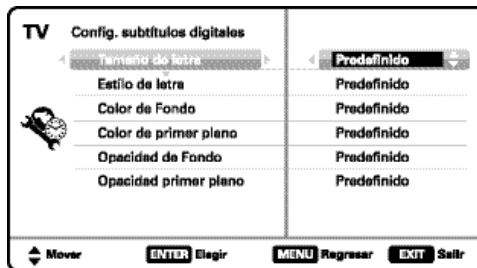 TV Config. subtítulos digitales
Tamaño de letra Predefinido
Estilo de letra Predefinido
Color de Fondo Predefinido
Color de primer plano Predefinido
Opacidad de Fondo Predefinido
Opacidad primer plano Predefinido
Mover ENTER Elegir MENU Regresar EXIT Salir